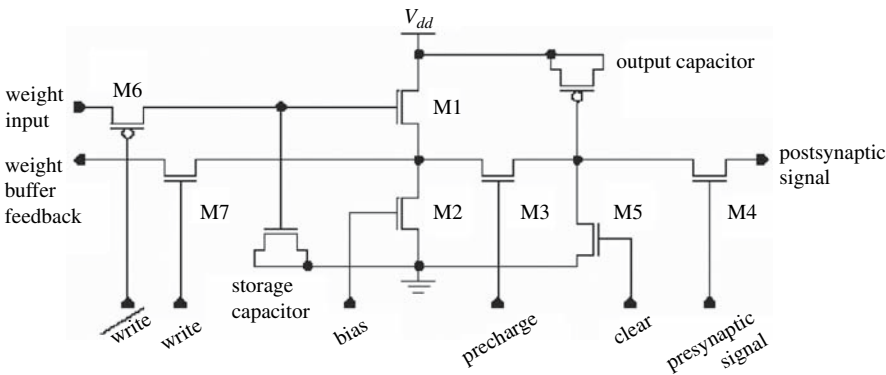 V_dd
output capacitor
M6
weight
input
M1
weight
buffer
feedback
postsynaptic
signal
M7
M2
M3
M5
M4
storage
capacitor
write
write
bias
precharge
clear
presynaptic
signal